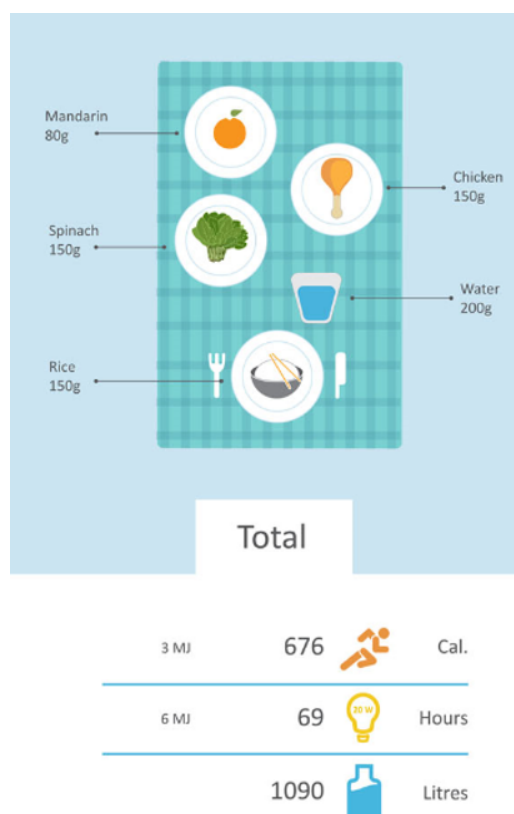 Mandarin
80g
Chicken
150g
Spinach
150g
Water
200g
Rice
150g
Total
3 MJ 676 Cal.
6 MJ 69 20 W Hours
1090 Litres